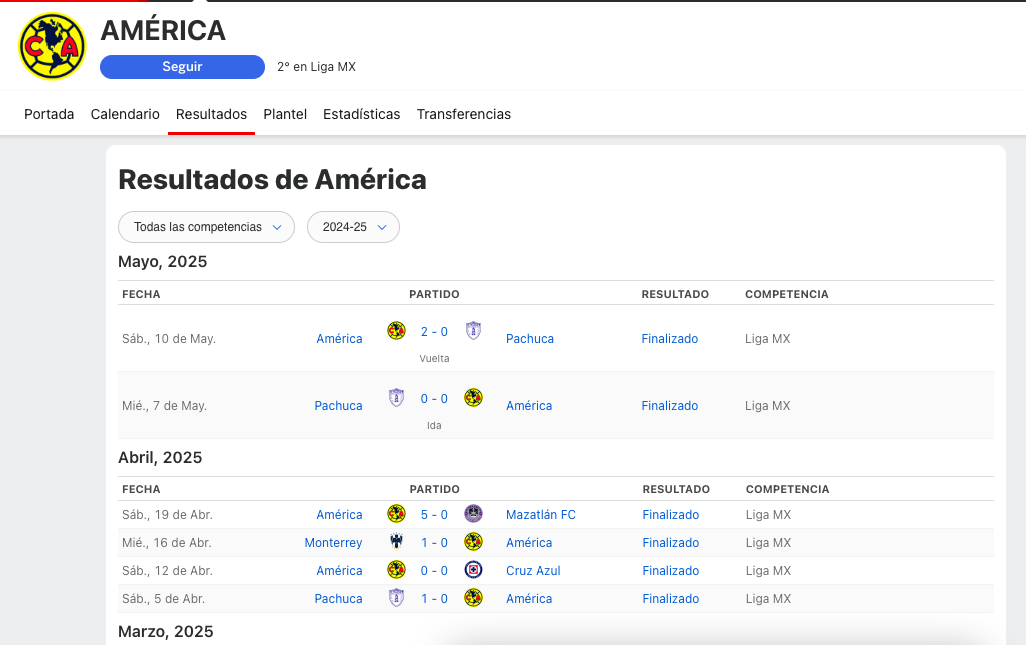 AMÉRICA
Seguir
2° en Liga MX
Portada Calendario Resultados Plantel Estadísticas Transferencias
Resultados de América
Todas las competencias 2024-25
Mayo, 2025
FECHA PARTIDO RESULTADO COMPETENCIA
Sáb., 10 de May. América 2 - 0 Pachuca Finalizado Liga MX
Vuelta
Mié., 7 de May. Pachuca 0 - 0 América Finalizado Liga MX
Ida
Abril, 2025
FECHA PARTIDO RESULTADO COMPETENCIA
Sáb., 19 de Abr. América 5 - 0 Mazatlán FC Finalizado Liga MX
Mié., 16 de Abr. Monterrey 1 - 0 América Finalizado Liga MX
Sáb., 12 de Abr. América 0 - 0 Cruz Azul Finalizado Liga MX
Sáb., 5 de Abr. Pachuca 1 - 0 América Finalizado Liga MX
Marzo, 2025